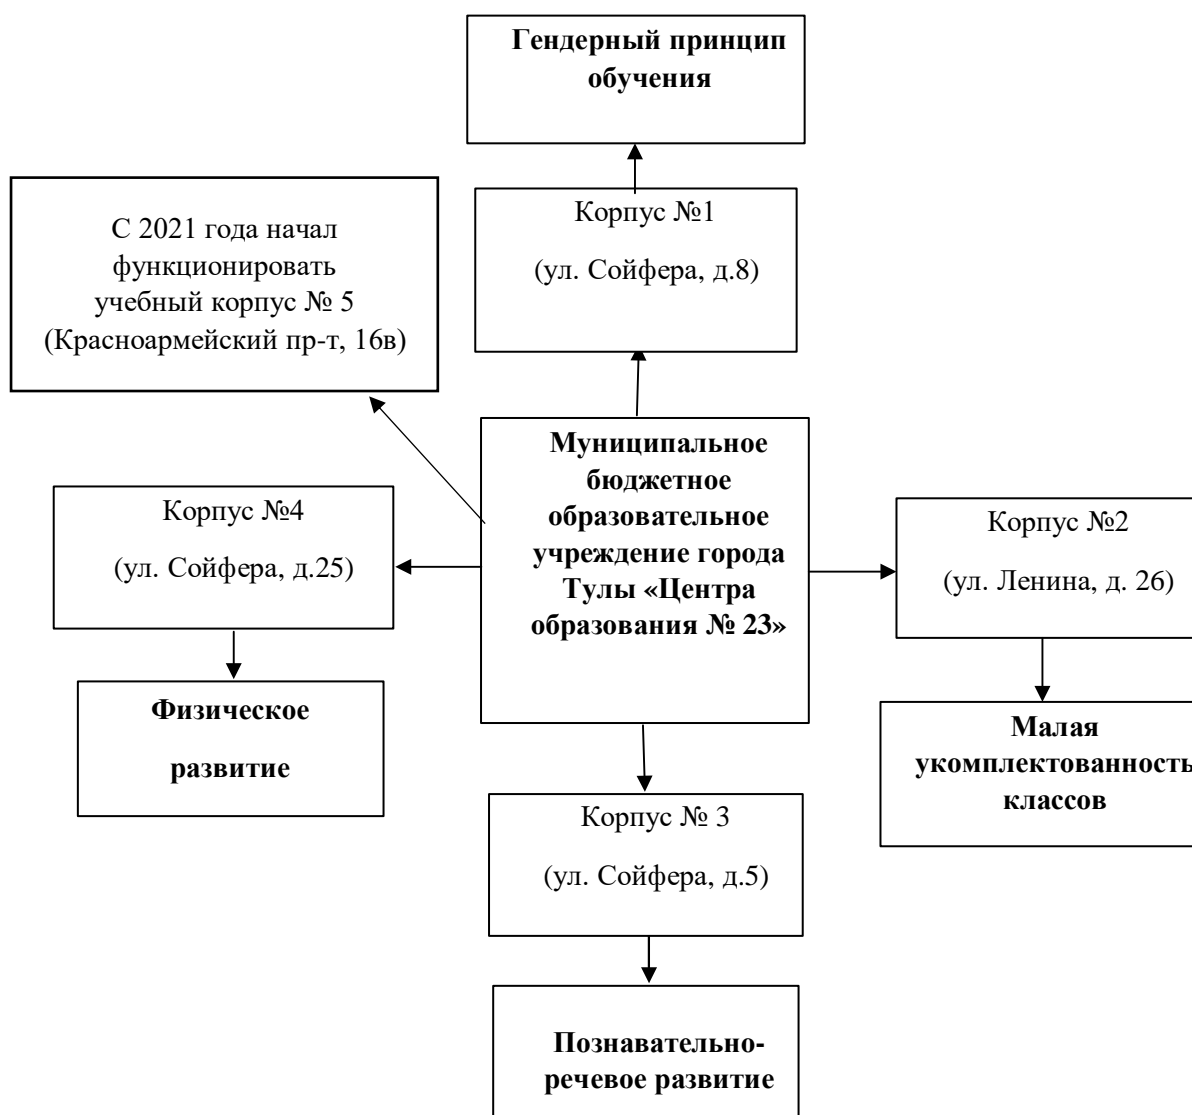 Гендерный принцип
обучения
Корпус №1
(ул. Сойфера, д.8)
С 2021 года начал
функционировать
учебный корпус № 5
(Красноармейский пр-т, 16в)
Муниципальное
бюджетное
образовательное
учреждение города
Тулы «Центра
образования № 23»
Корпус №4
(ул. Сойфера, д.25)
Корпус №2
(ул. Ленина, д. 26)
Физическое
развитие
Малая
укомплектованность
классов
Корпус № 3
(ул. Сойфера, д.5)
Познавательно-
речевое развитие